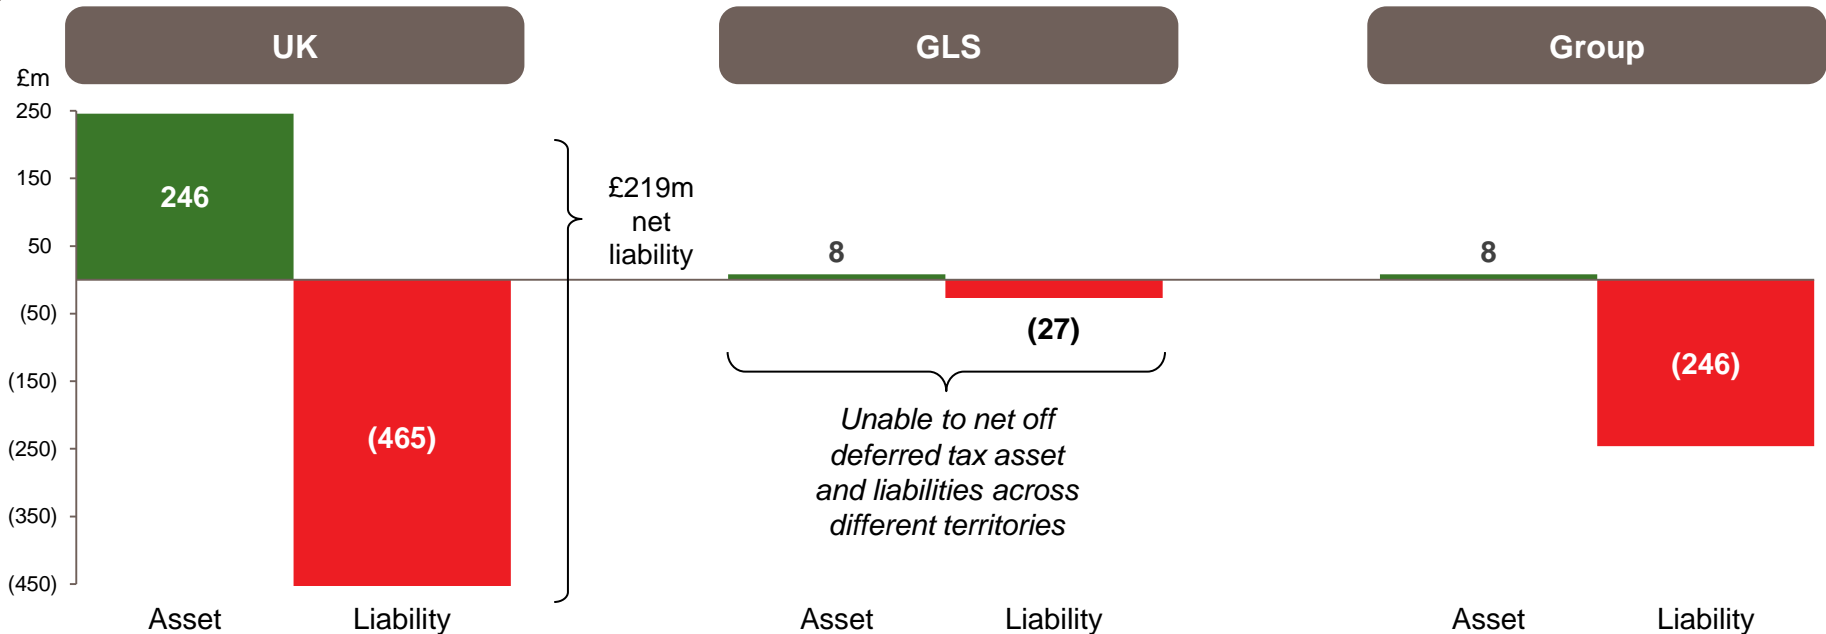 UK
GLS
Group
£m
250
150
50
(50)
(150)
(250)
(350)
(450)
246
(465)
£219m
net
liability
8
(27)
Unable to net off
deferred tax asset
and liabilities across
different territories
8
(246)
Asset
Liability
Asset
Liability
Asset
Liability